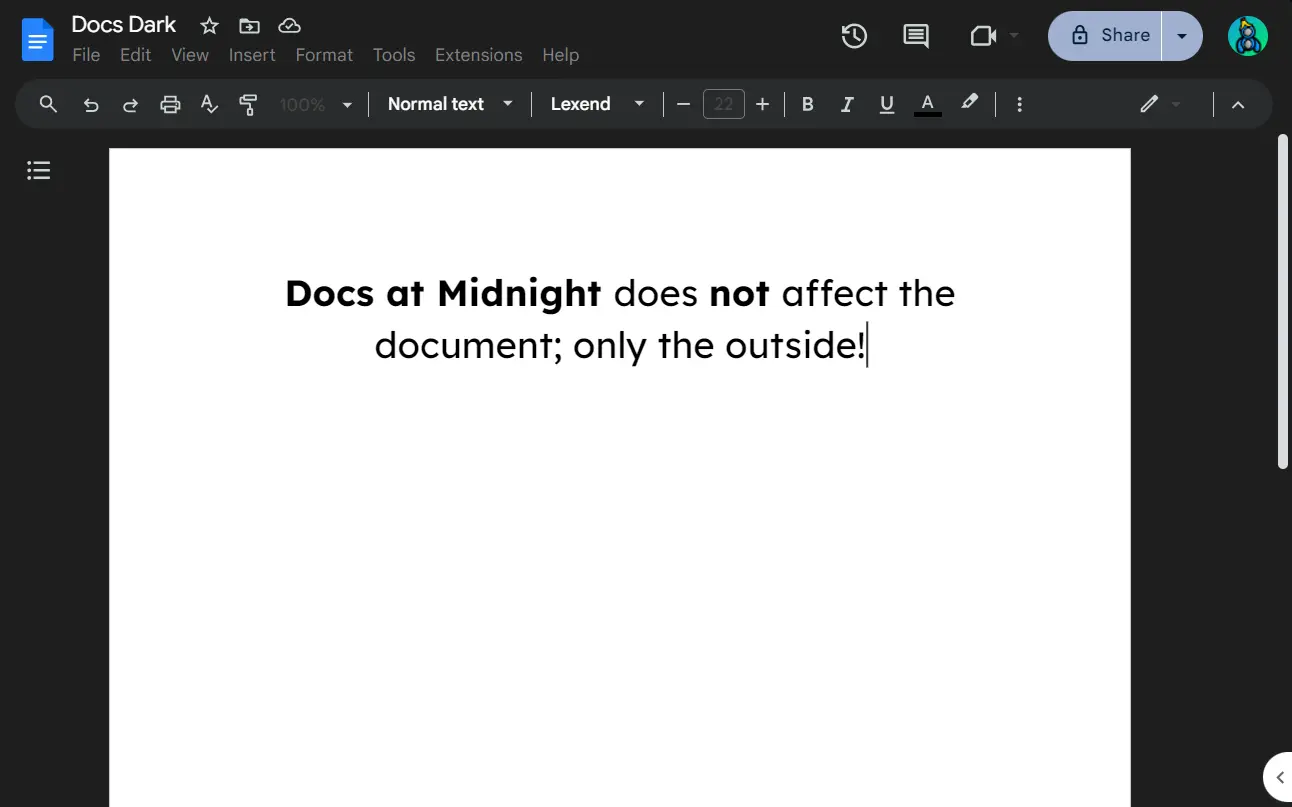 Docs Dark
File Edit View Insert Format Tools Extensions Help
Share
100% Normal text Lexend 22 B I U A
Docs at Midnight does not affect the
document; only the outside!